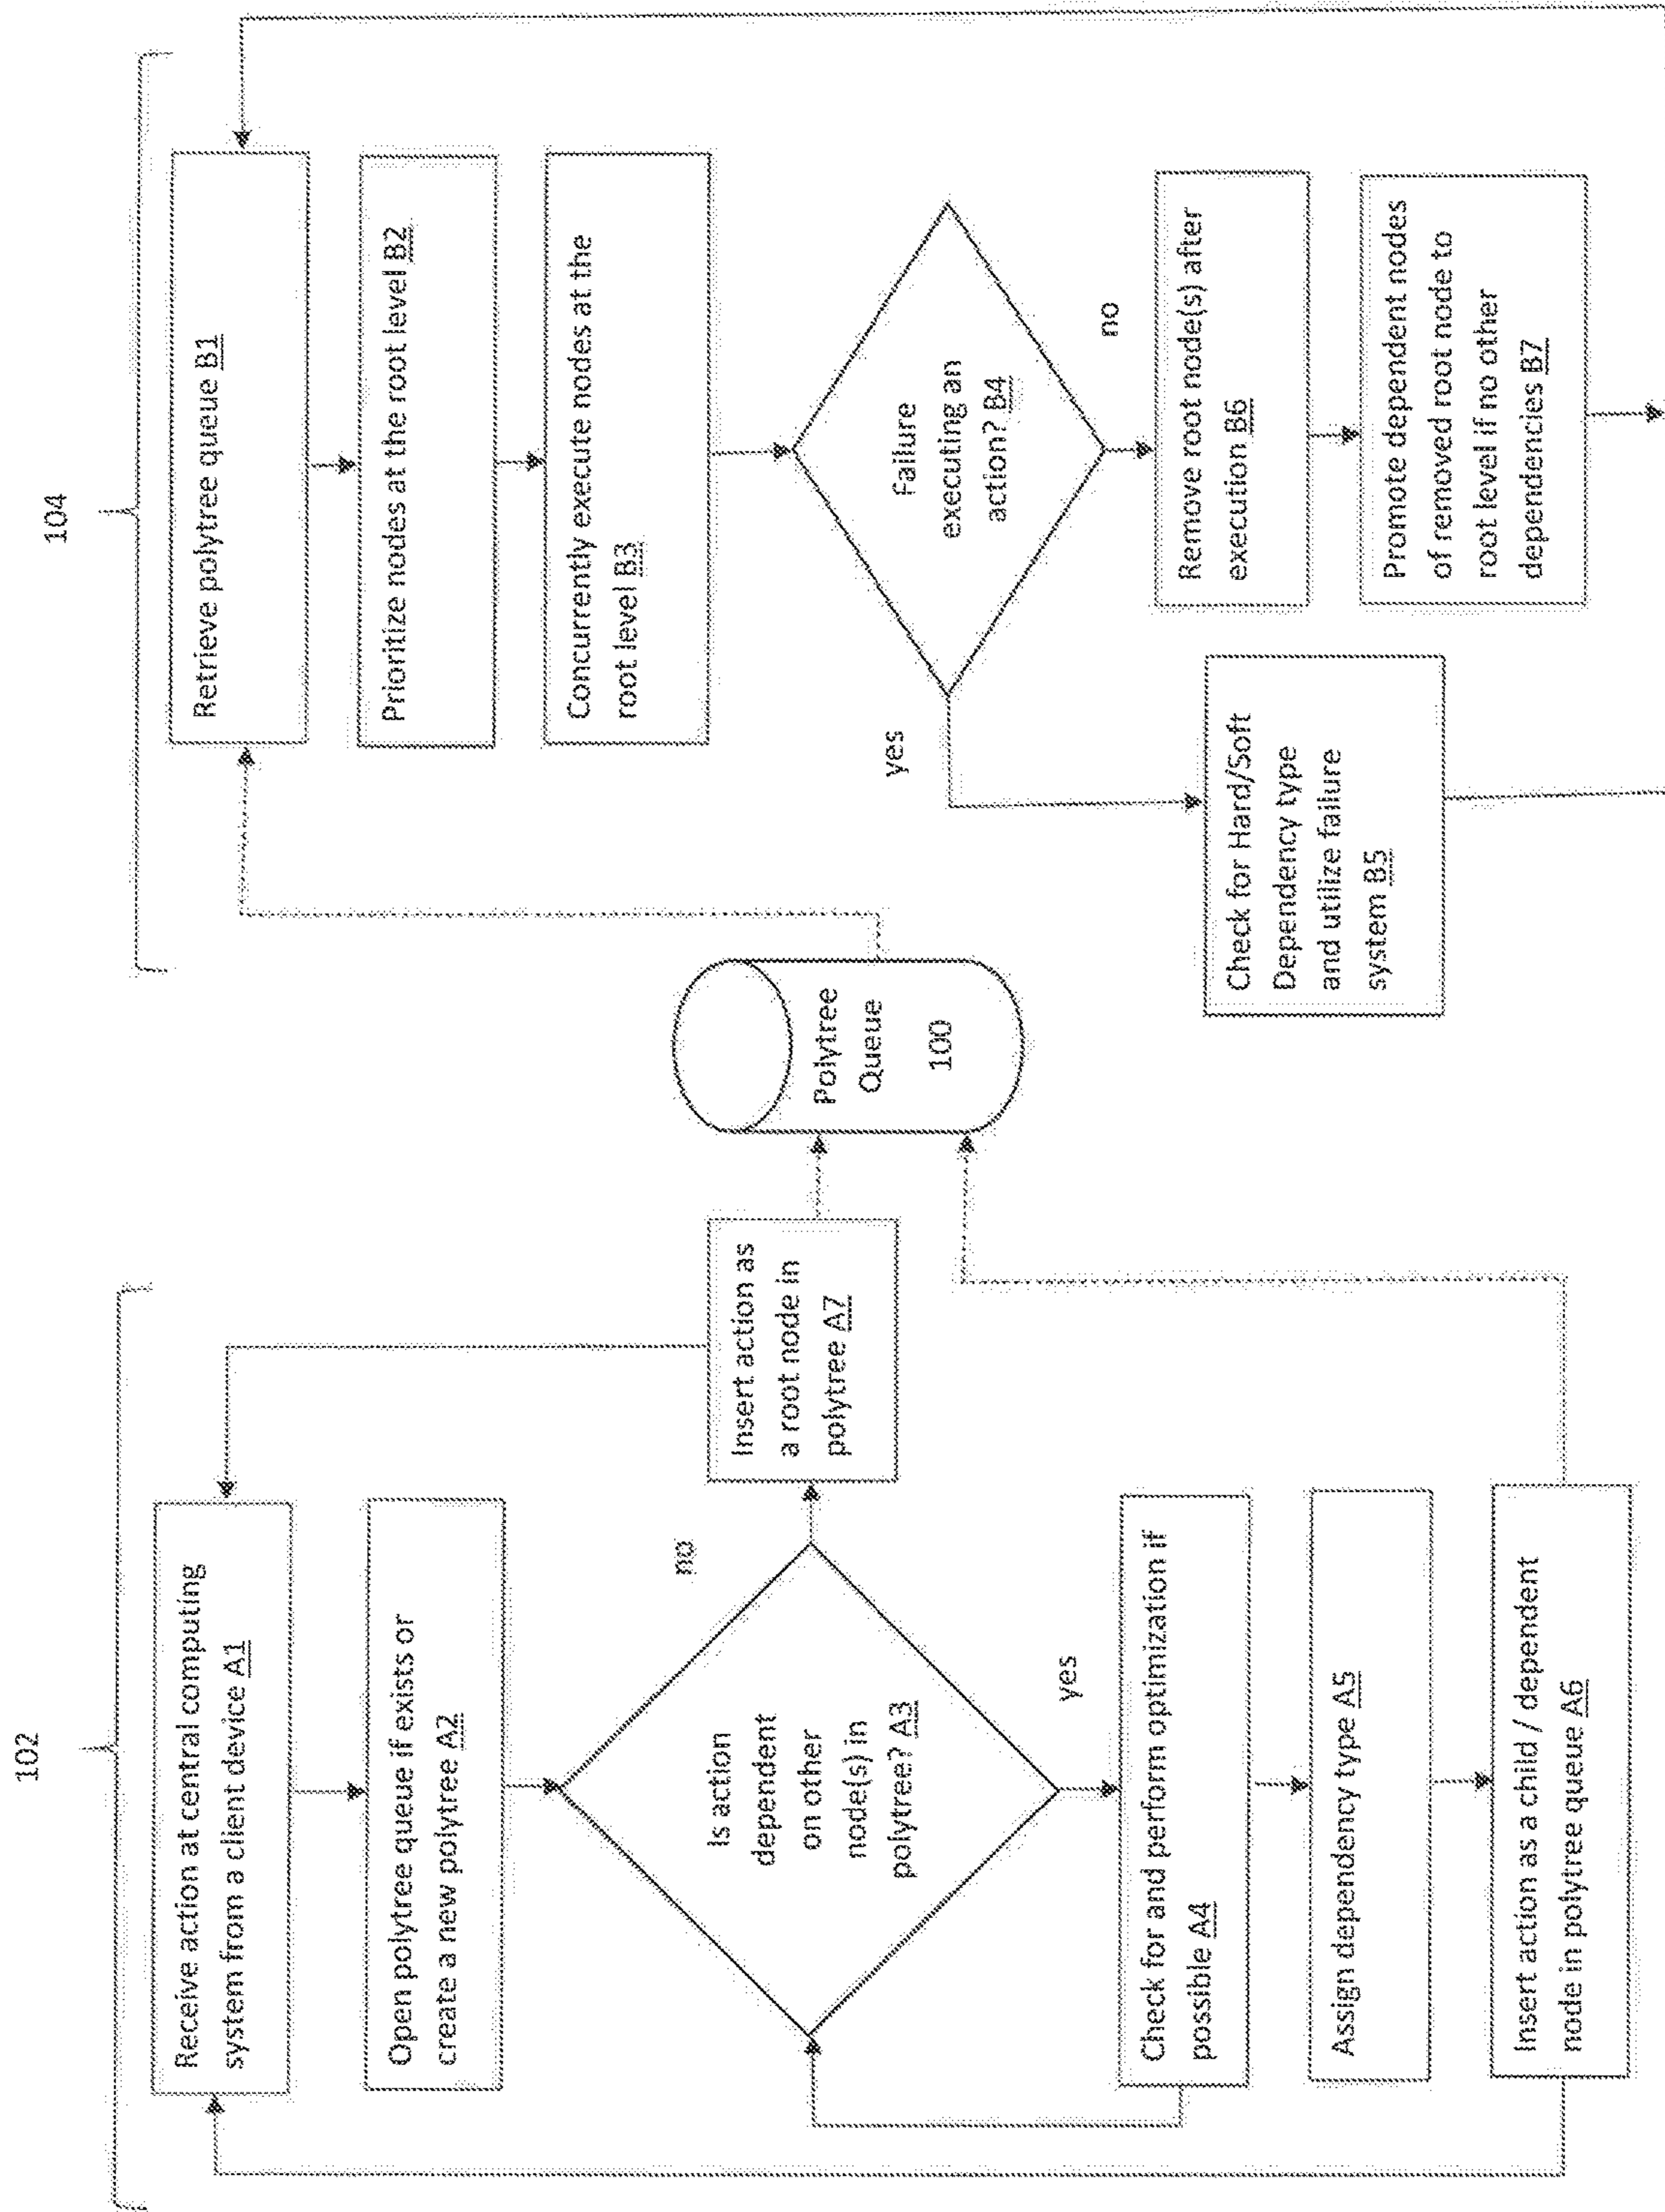 102
Receive action at central computing
system from a client device A1
Open polytree queue if exists or
create a new polytree A2
Is action
dependent
on other
node(s) in
polytree? A3
no
yes
Insert action as
a root node in
polytree A7
Check for and perform optimization if
possible A4
Assign dependency type A5
Insert action as a child / dependent
node in polytree queue A6
Polytree
Queue
100
104
Retrieve polytree queue B1
Prioritize nodes at the root level B2
Concurrently execute nodes at the
root level B3
Failure
executing an
action? B4
yes
no
Check for Hard/Soft
Dependency type
and utilize failure
system B5
Remove root node(s) after
execution B6
Promote dependent nodes
of removed root node to
root level if no other
dependencies B7